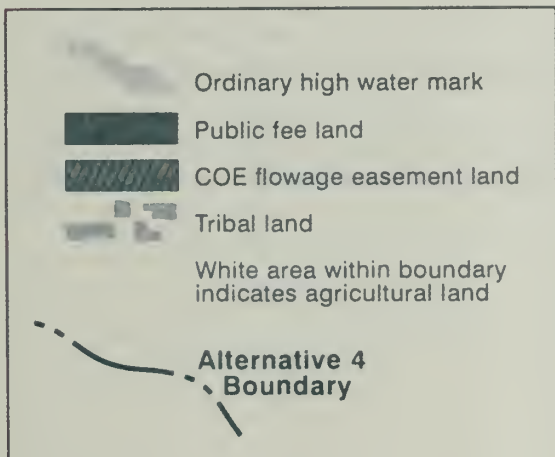 Ordinary high water mark
Public fee land
COE flowage easement land
Tribal land
White area within boundary
indicates agricultural land
Alternative 4
Boundary